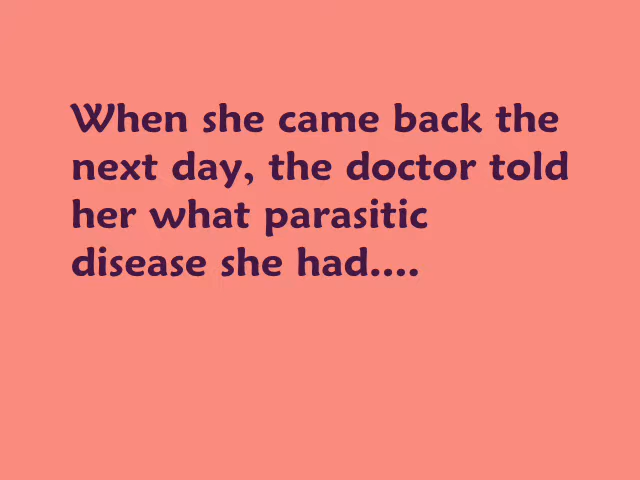 When she came back the
next day, the doctor told
her what parasitic
disease she had....